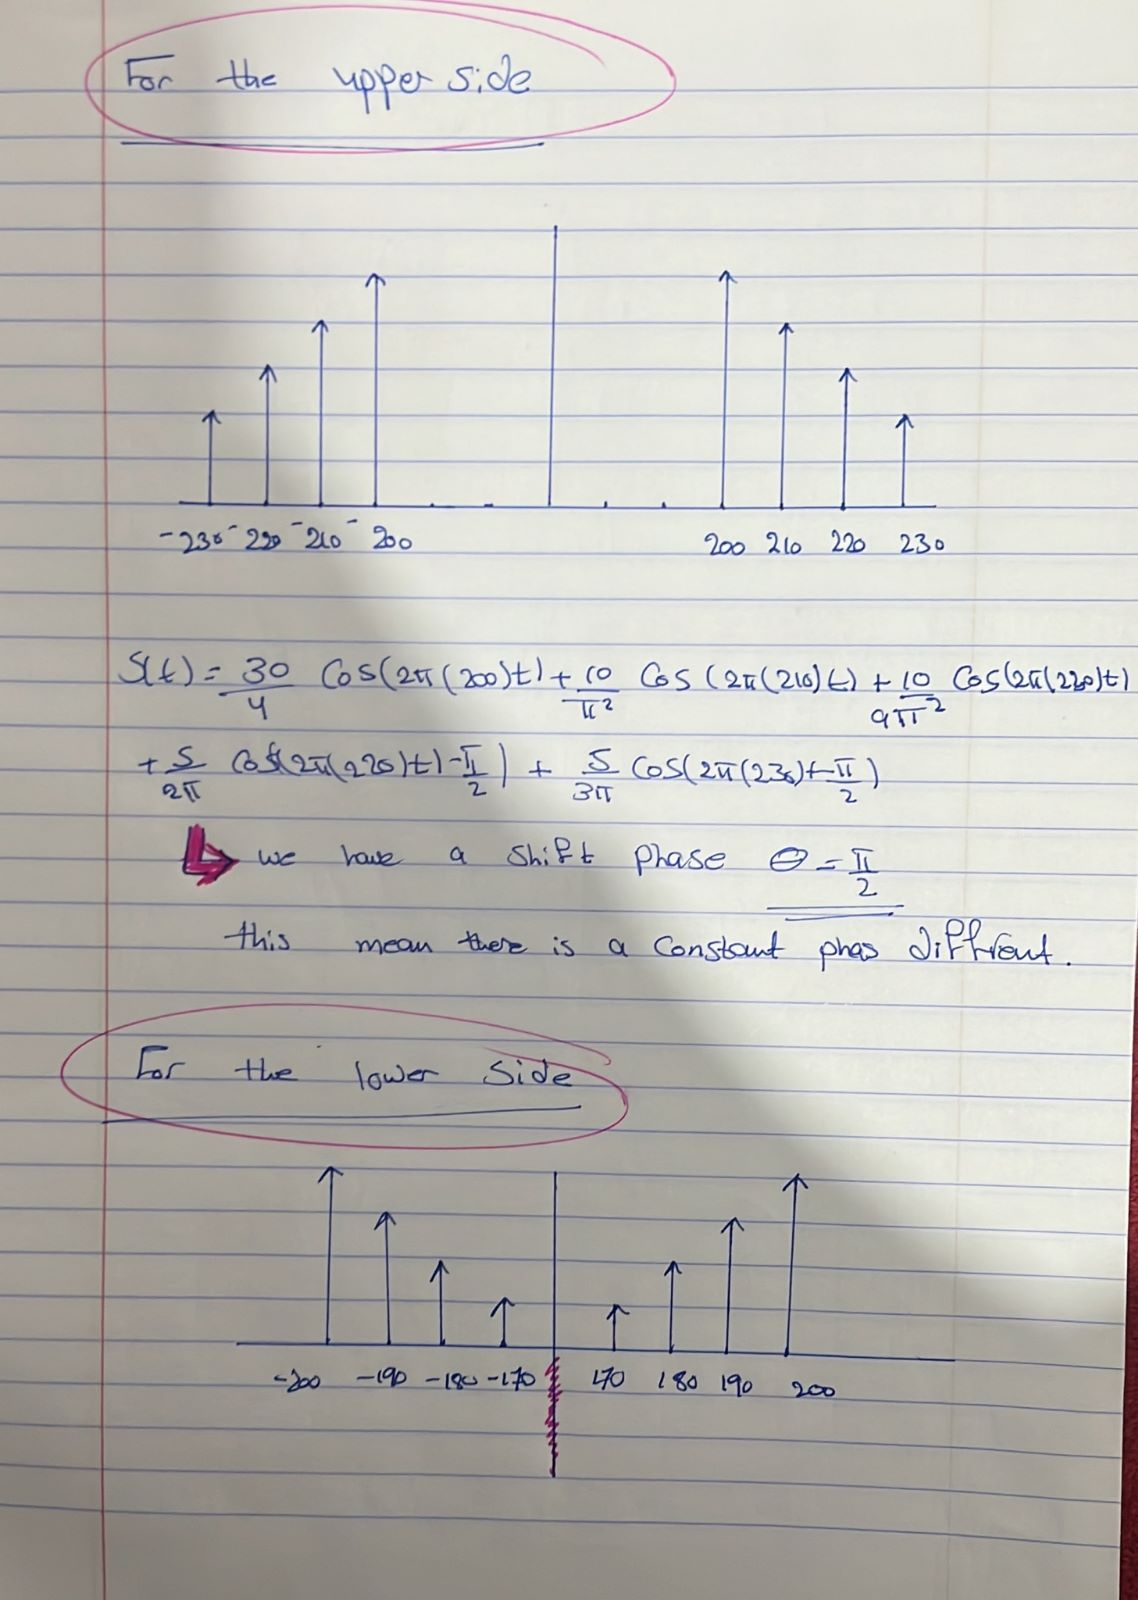 For the upper side
-230 -220 -210 -200 200 210 220 230
S(t) = 30/4 Cos(2π(200)t) + 10/π² Cos (2π(210)t) + 10/9π² Cos(2π(220)t)
+ 5/2π Cos(2π(220)t) - π/2) + 5/3π Cos(2π(230)t - π/2)
we have a shift phase θ = π/2
this mean there is a Constant phas diffrent.
For the lower Side
-200 -190 -180 -170 170 180 190 200